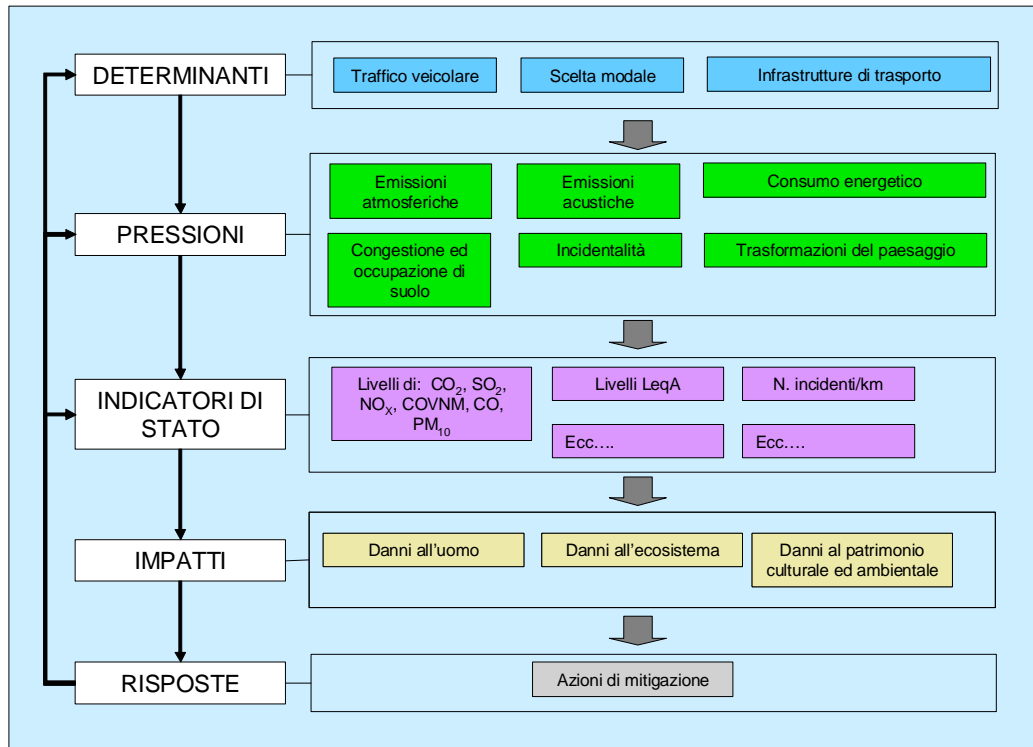 DETERMINANTI
Traffico veicolare
Scelta modale
Infrastrutture di trasporto
PRESSIONI
Emissioni
atmosferiche
Emissioni
acustiche
Consumo energetico
Congestione ed
occupazione di
suolo
Incidentalità
Trasformazioni del paesaggio
INDICATORI DI
STATO
Livelli di: CO₂, SO₂,
NOₓ, COVNM, CO,
PM₁₀
Livelli LeqA
N. incidenti/km
Ecc….
Ecc….
IMPATTI
Danni all'uomo
Danni all'ecosistema
Danni al patrimonio
culturale ed ambientale
RISPOSTE
Azioni di mitigazione